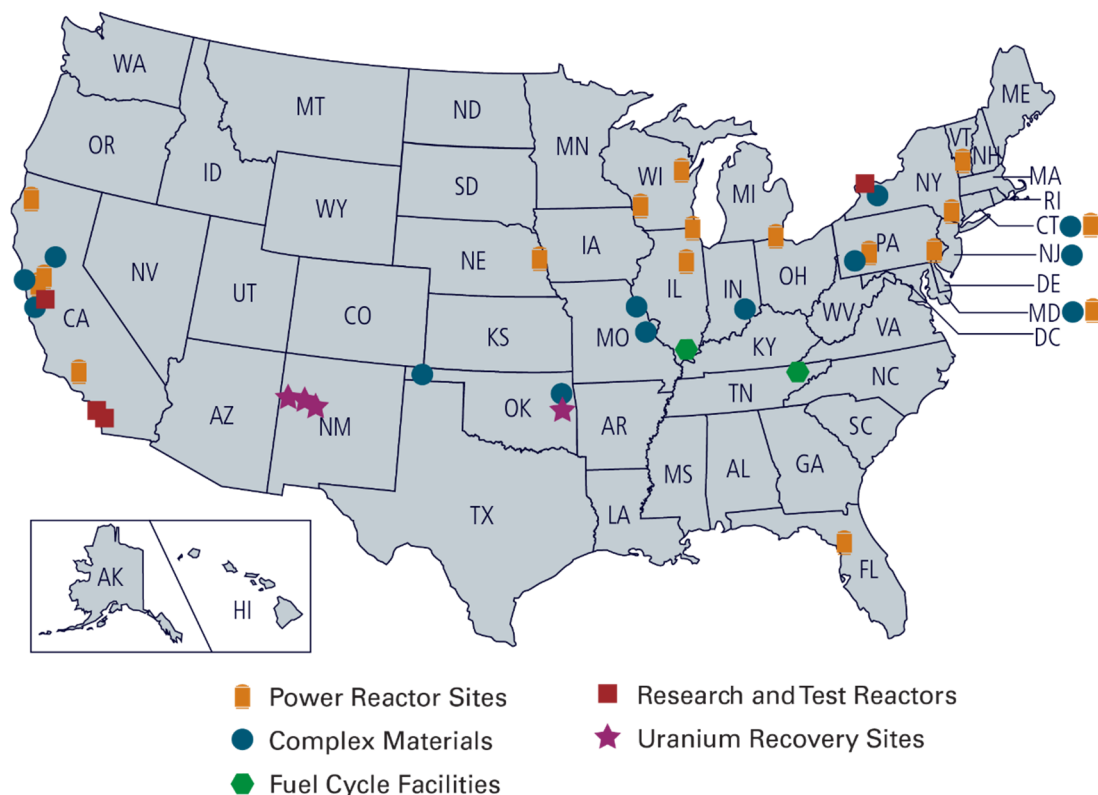 WA
MT
ND
MN
ME
VT
NH
OR
ID
SD
WI
MI
NY
MA
RI
CT
WY
IA
PA
NJ
NE
NV
UT
CO
IL
IN
OH
DE
MD
DC
WV
VA
CA
KS
MO
KY
NC
TN
AZ
NM
OK
AR
SC
MS
AL
GA
TX
LA
FL
AK
HI
Power Reactor Sites
Complex Materials
Fuel Cycle Facilities
Research and Test Reactors
Uranium Recovery Sites